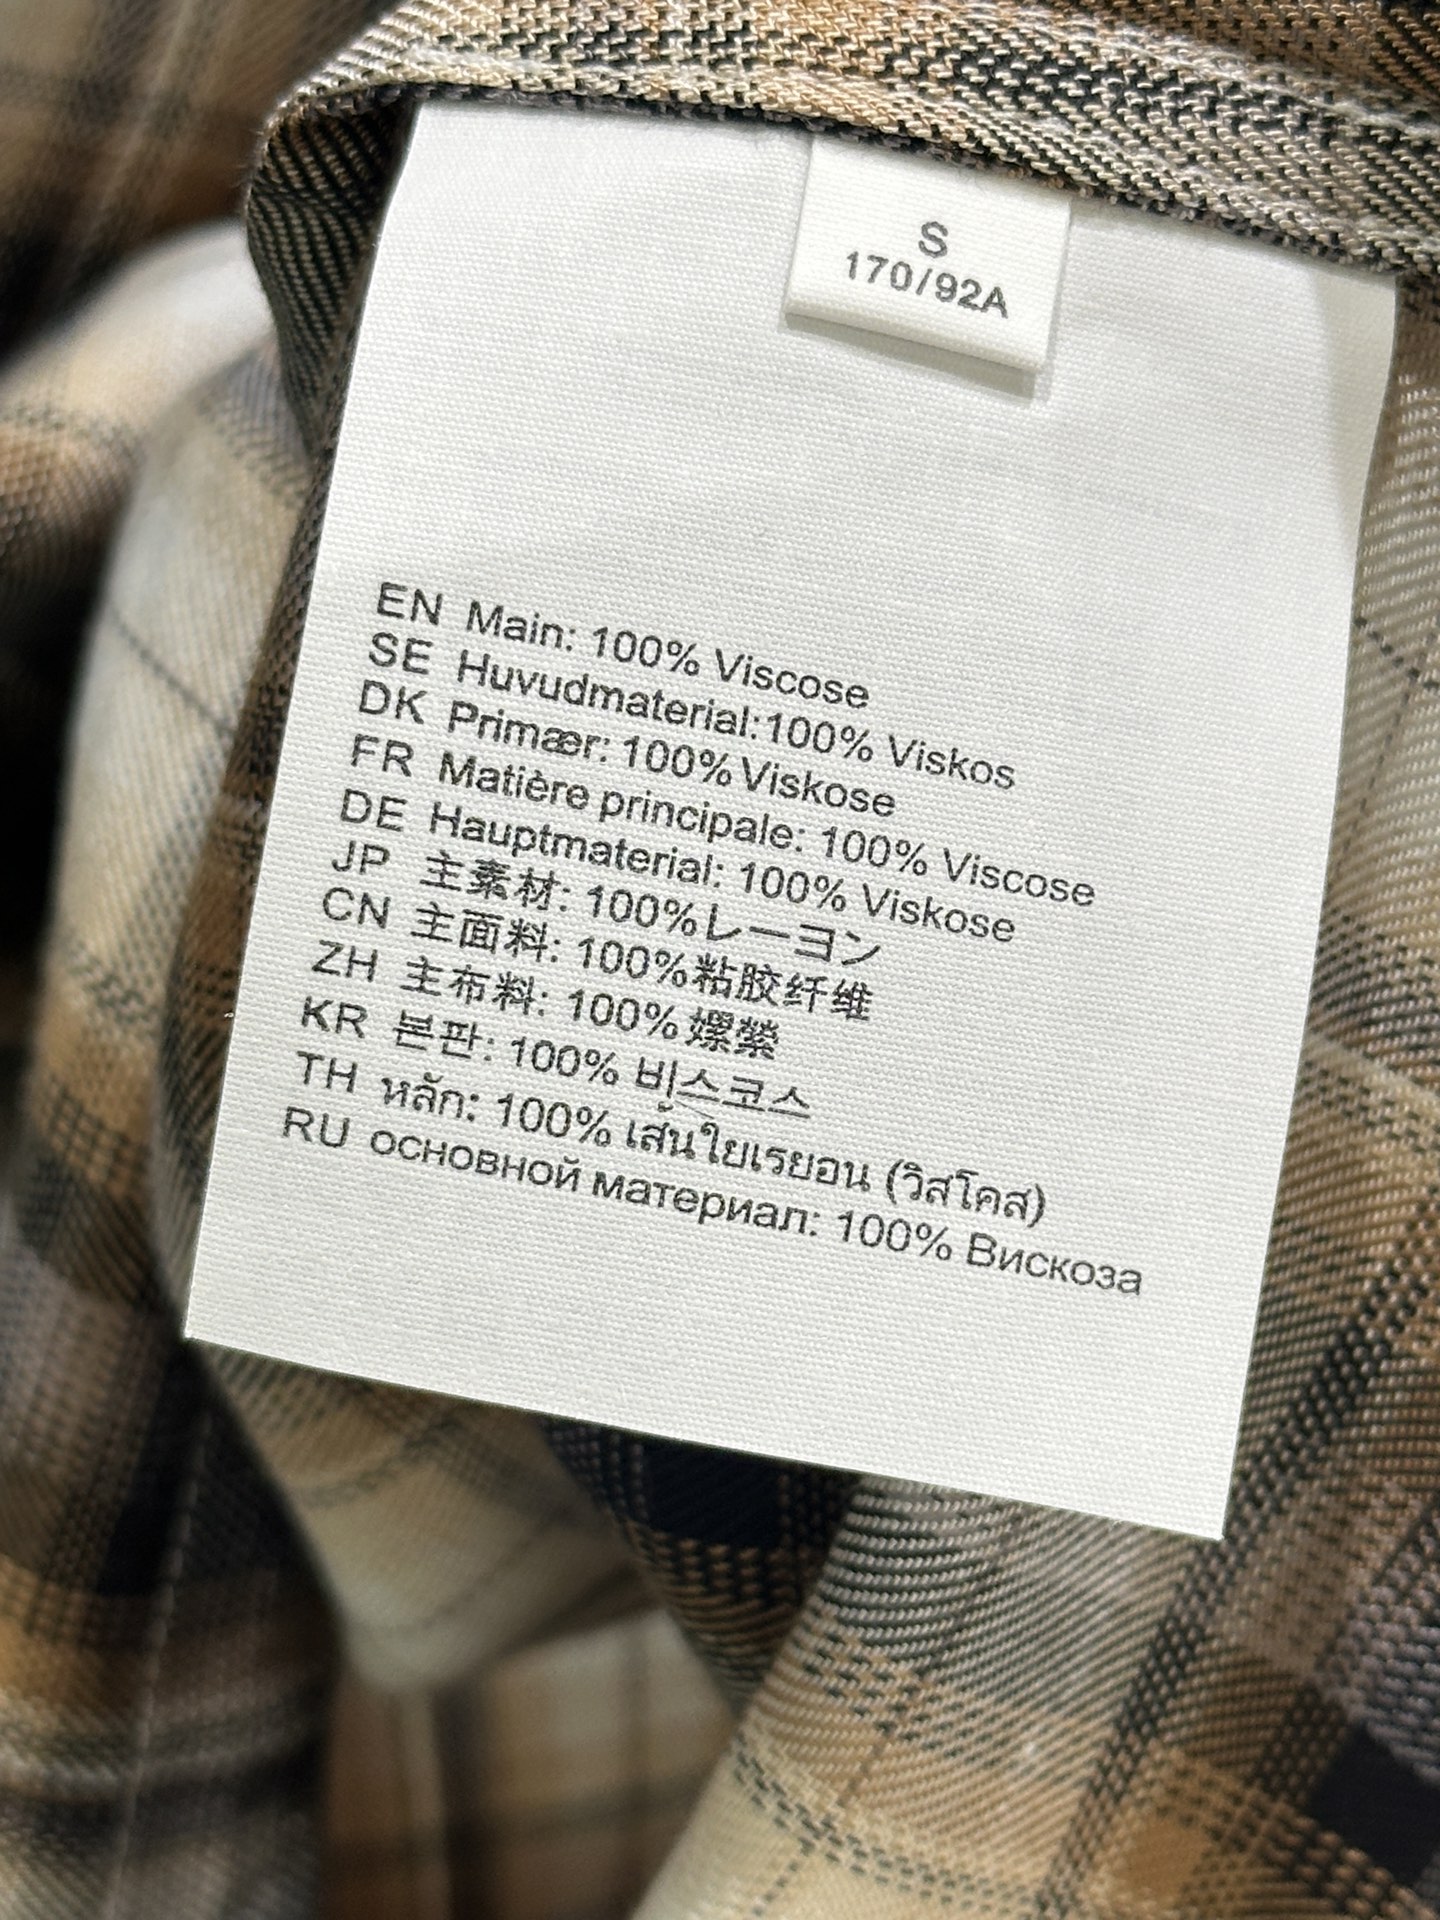 S
170/92A
EN Main: 100% Viscose
SE Huvudmaterial:100% Viskos
DK Primær: 100% Viskose
FR Matière principale: 100% Viscose
DE Hauptmaterial: 100% Viskose
JP 主素材: 100%レーヨン
CN 主面料: 100%粘胶纤维
ZH 主布料: 100%嫘縈
KR 본판: 100% 비스코스
TH หลัก: 100% เส้นใยเรยอน (วิสโคส)
RU основной материал: 100% Вискоза